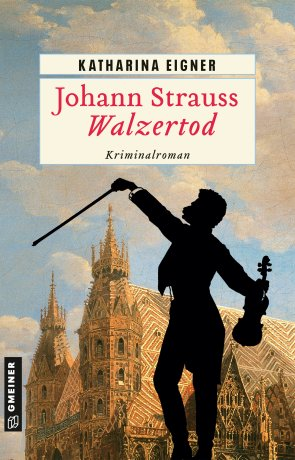 KATHARINA EIGNER
Johann Strauss
Walzertod
Kriminalroman
GMEINER